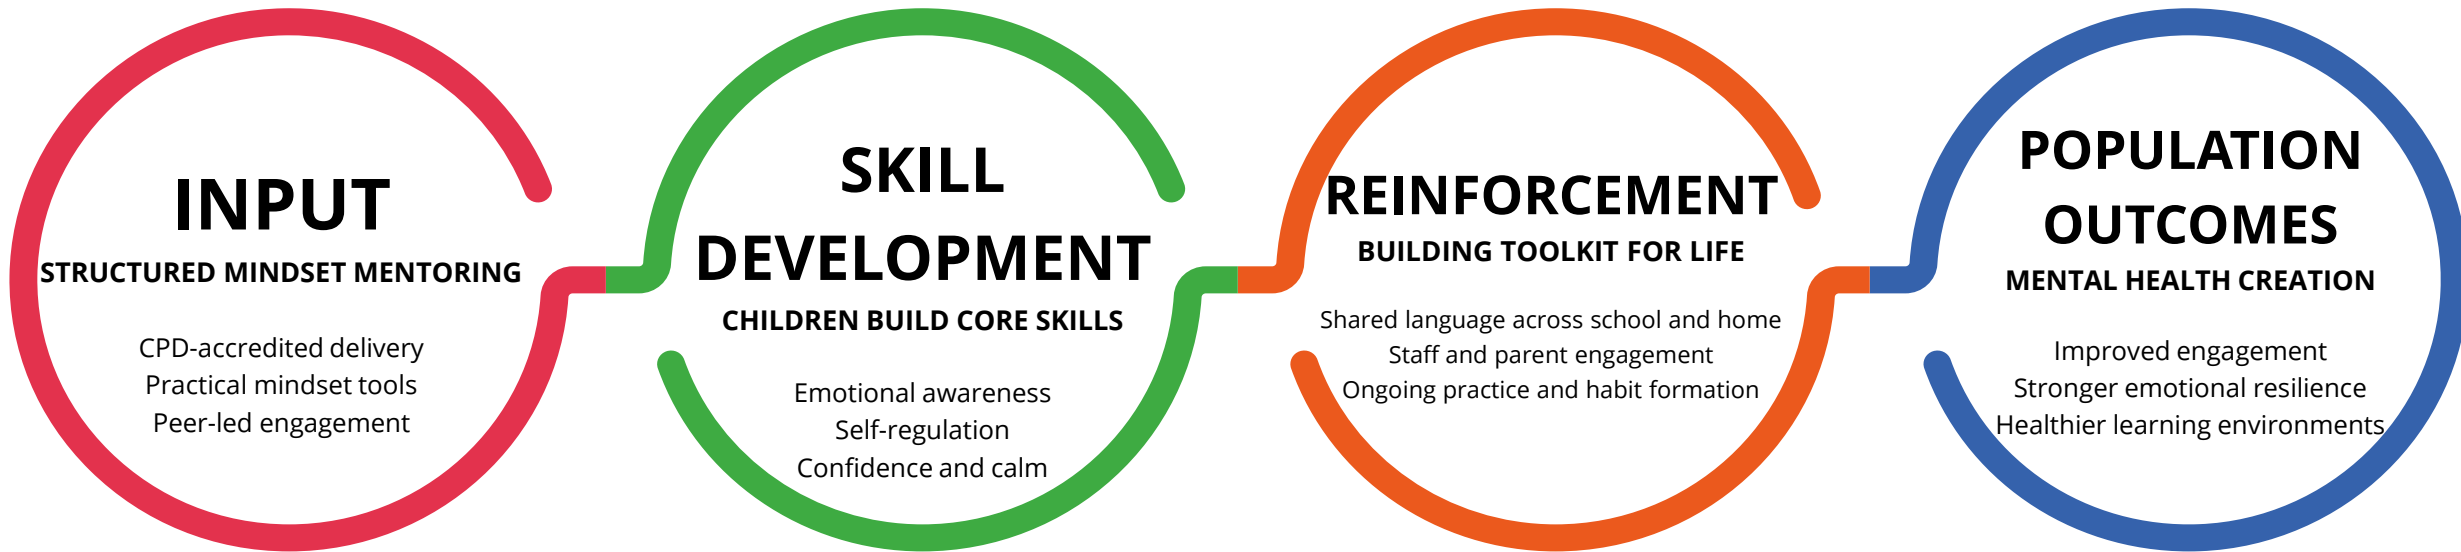 INPUT
STRUCTURED MINDSET MENTORING
CPD-accredited delivery
Practical mindset tools
Peer-led engagement
SKILL
DEVELOPMENT
CHILDREN BUILD CORE SKILLS
Emotional awareness
Self-regulation
Confidence and calm
REINFORCEMENT
BUILDING TOOLKIT FOR LIFE
Shared language across school and home
Staff and parent engagement
Ongoing practice and habit formation
POPULATION
OUTCOMES
MENTAL HEALTH CREATION
Improved engagement
Stronger emotional resilience
Healthier learning environments